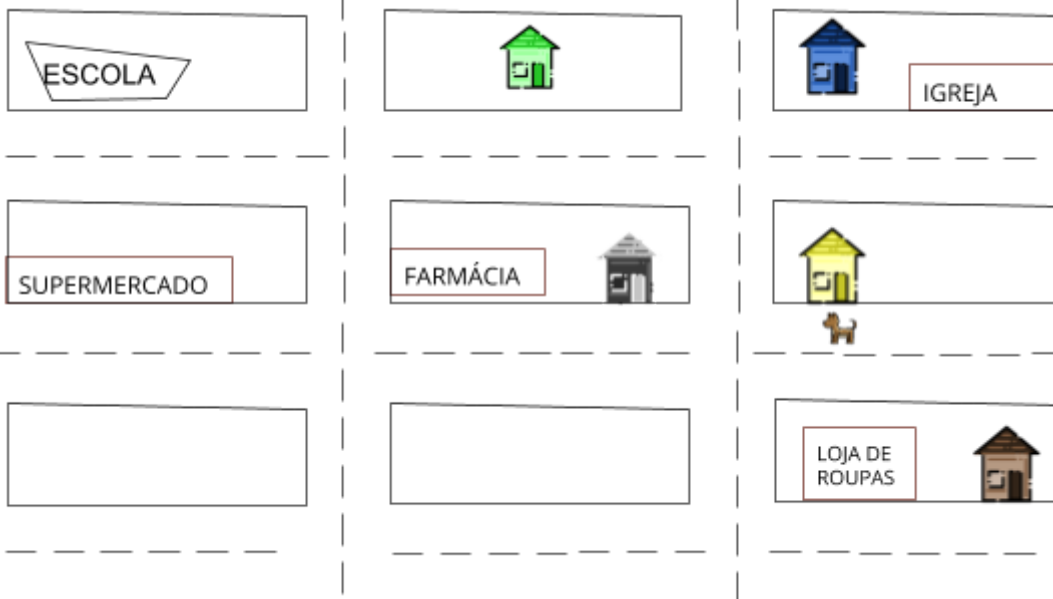 ESCOLA
IGREJA
SUPERMERCADO
FARMÁCIA
LOJA DE
ROUPAS